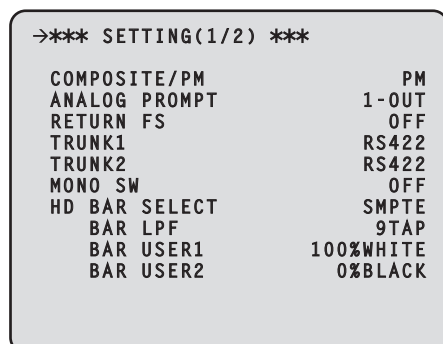 →*** SETTING(1/2) ***
COMPOSITE/PM PM
ANALOG PROMPT 1-OUT
RETURN FS OFF
TRUNK1 RS422
TRUNK2 RS422
MONO SW OFF
HD BAR SELECT SMPTE
BAR LPF 9TAP
BAR USER1 100%WHITE
BAR USER2 0%BLACK